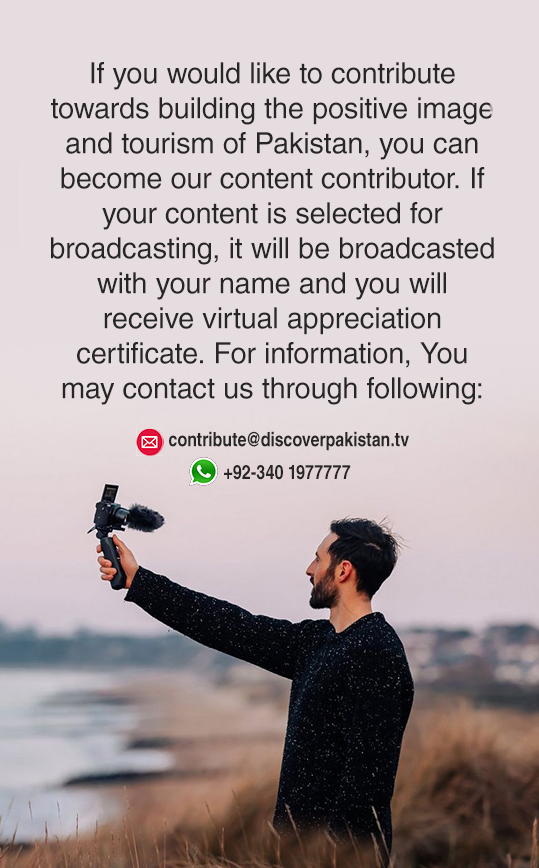 If you would like to contribute
towards building the positive image
and tourism of Pakistan, you can
become our content contributor. If
your content is selected for
broadcasting, it will be broadcasted
with your name and you will
receive virtual appreciation
certificate. For information, You
may contact us through following:
contribute@discoverpakistan.tv
+92-340 1977777